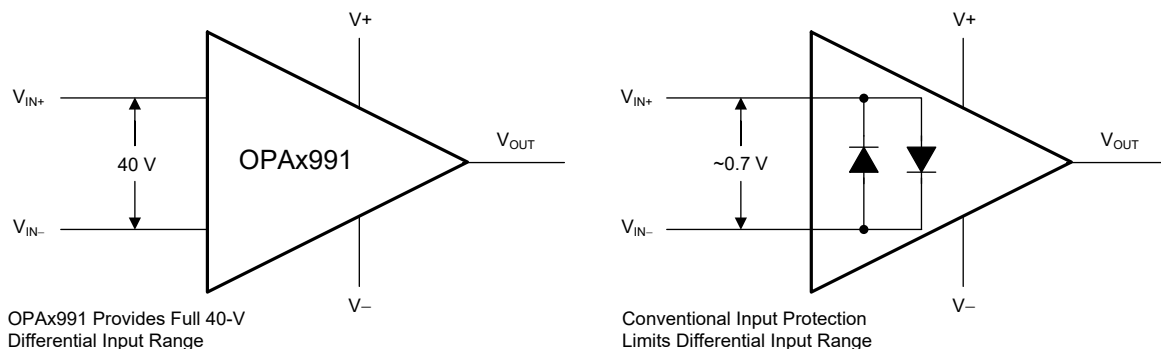 V+
VIN+
40 V
OPAx991
VOUT
VIN–
V–
OPAx991 Provides Full 40-V
Differential Input Range
V+
VIN+
~0.7 V
VOUT
VIN–
V–
Conventional Input Protection
Limits Differential Input Range